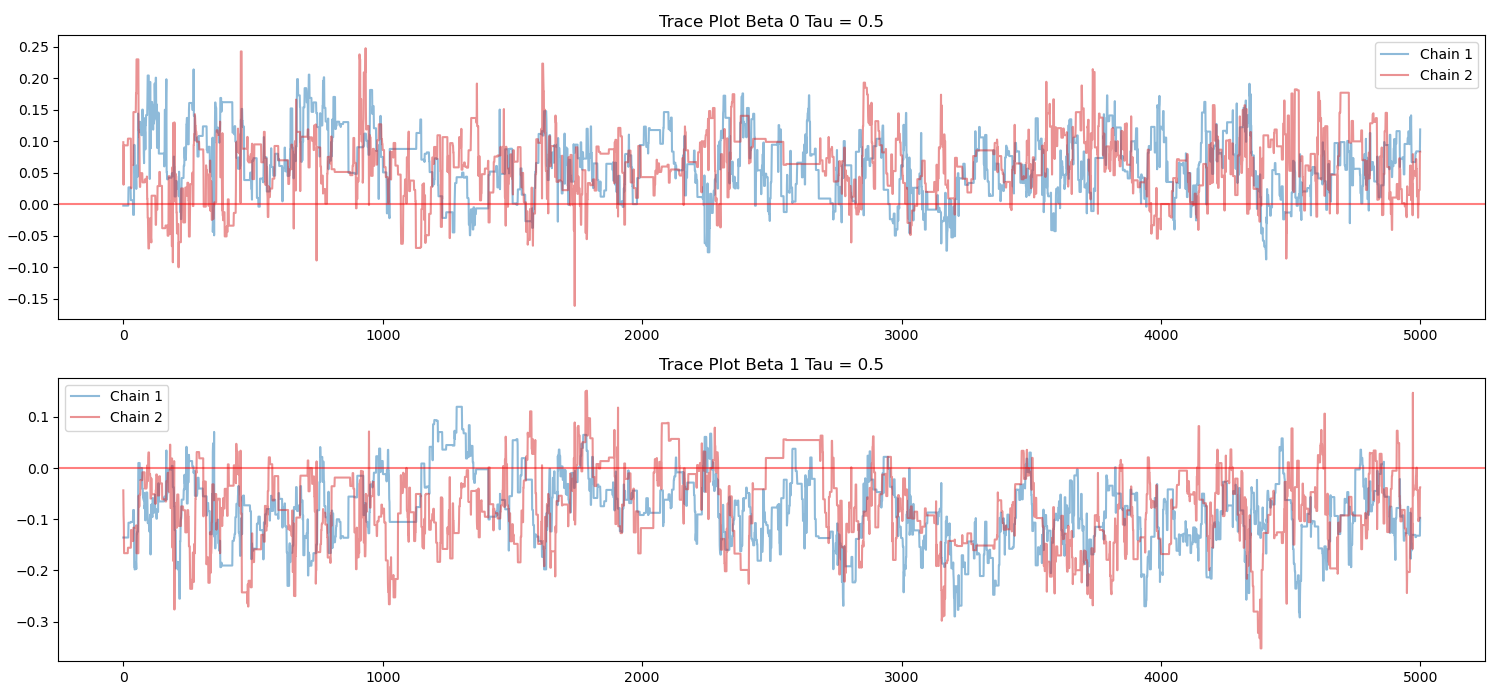 Trace Plot Beta 0 Tau = 0.5
0.25
0.20
0.15
0.10
0.05
0.00
−0.05
−0.10
−0.15
Chain 1
Chain 2
0 1000 2000 3000 4000 5000
Trace Plot Beta 1 Tau = 0.5
Chain 1
Chain 2
0.1
0.0
−0.1
−0.2
−0.3
0 1000 2000 3000 4000 5000